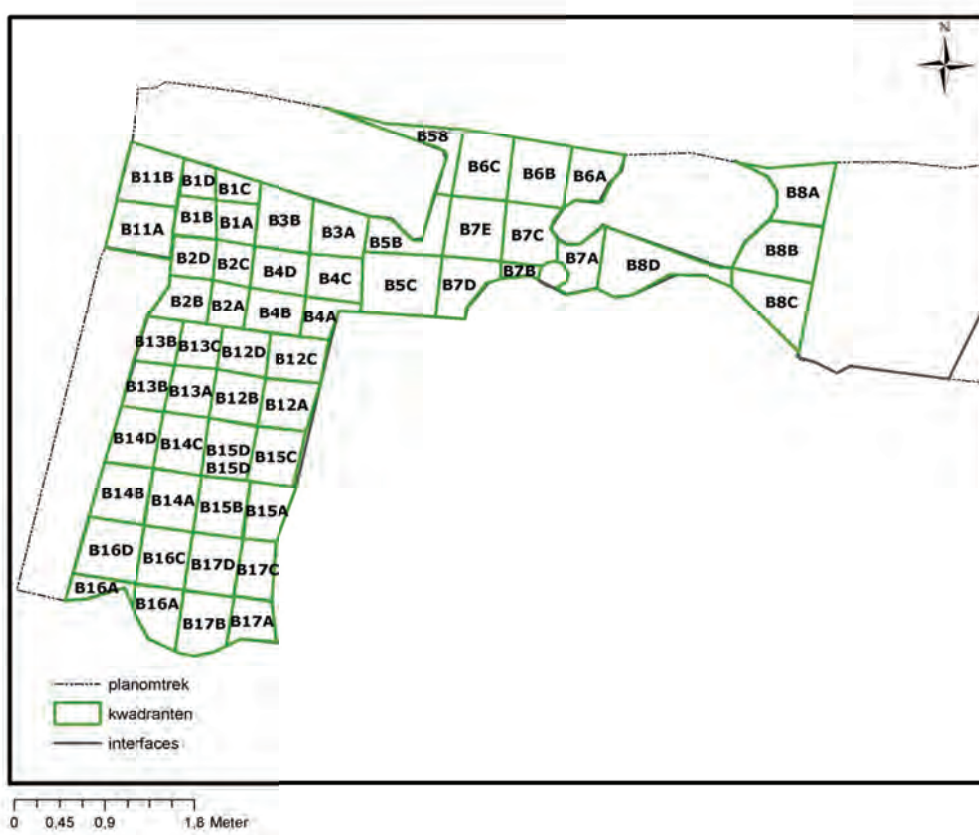 N
B58
B6C
B6B
B6A
B11B
B1D
B1C
B8A
B11A
B1B
B1A
B3B
B3A
B5B
B7E
B7C
B8B
B2D
B2C
B4D
B4C
B5C
B7D
B7B
B7A
B8D
B8C
B2B
B2A
B4B
B4A
B13B
B13C
B12D
B12C
B13B
B13A
B12B
B12A
B14D
B14C
B15D
B15D
B15C
B14B
B14A
B15B
B15A
B16D
B16C
B17D
B17C
B16A
B16A
B17B
B17A
planomtrek
kwadranten
interfaces
0 0,45 0,9 1,8 Meter